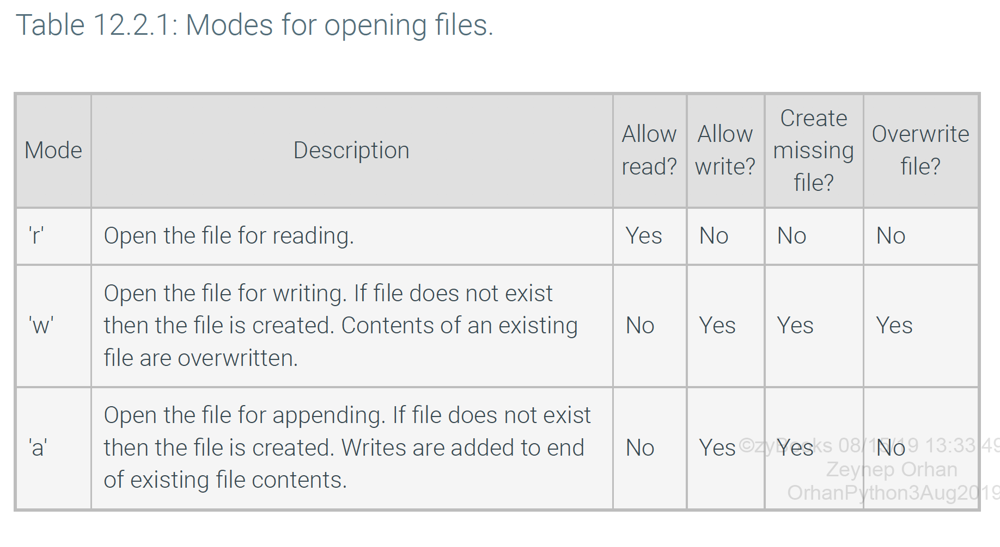 Table 12.2.1: Modes for opening files.
Mode
Description
Allow
read?
Allow
write?
Create
missing
file?
Overwrite
file?
'r'
Open the file for reading.
Yes
No
No
No
'w'
Open the file for writing. If file does not exist
then the file is created. Contents of an existing
file are overwritten.
No
Yes
Yes
Yes
'a'
Open the file for appending. If file does not exist
then the file is created. Writes are added to end
of existing file contents.
No
Yes
Yes
No
©zyBooks 08/15/19 13:33 49
Zeynep Orhan
OrhanPython3Aug2019